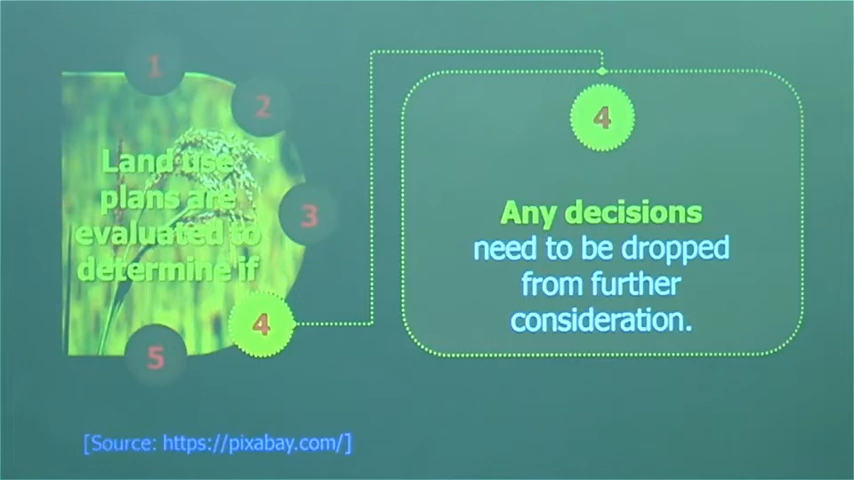 1
2
Land use
plans are
evaluated to
determine if
3
4
5
4
Any decisions
need to be dropped
from further
consideration.
[Source: https://pixabay.com/]